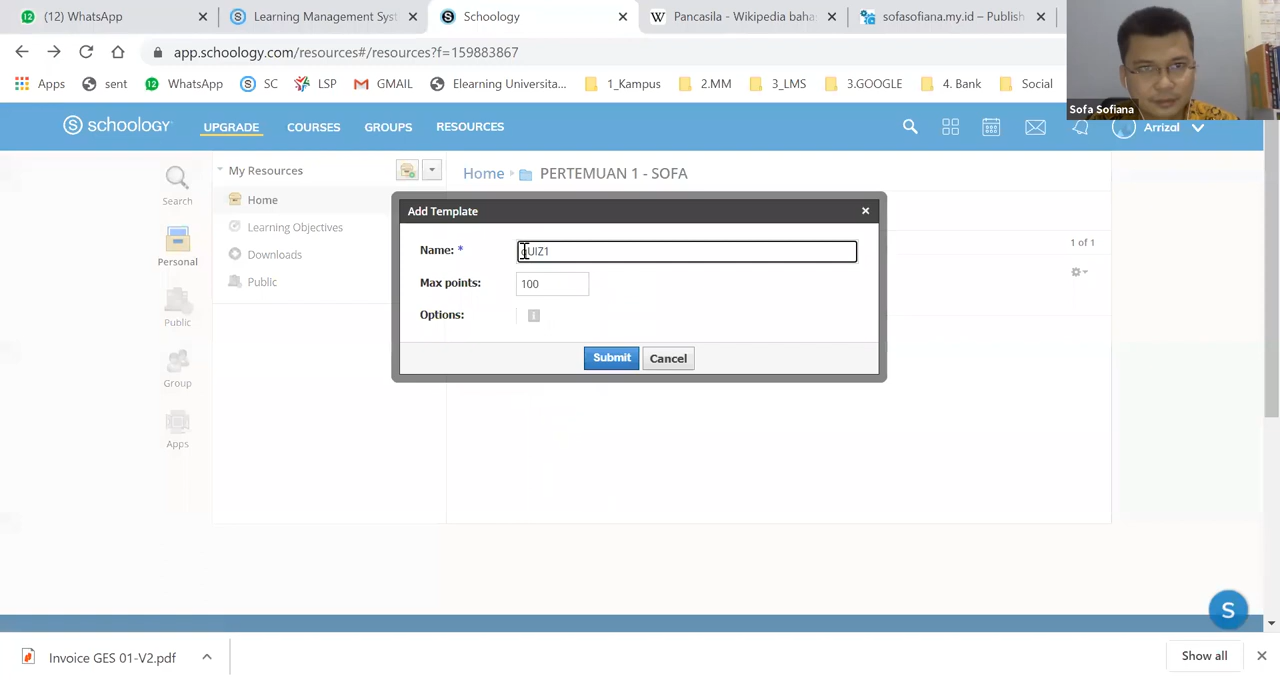 (12) WhatsApp
Learning Management Syst
Schoology
Pancasila - Wikipedia baha
sofasofiana.my.id – Publish
app.schoology.com/resources#/resources?f=159883867
Apps
sent
WhatsApp
SC
LSP
GMAIL
Elearning Universita...
1_Kampus
2.MM
3_LMS
3.GOOGLE
4. Bank
Social
Sofa Sofiana
schoology
UPGRADE
COURSES
GROUPS
RESOURCES
Arrizal
Search
Personal
Public
Group
Apps
My Resources
Home
Learning Objectives
Downloads
Public
Home
PERTEMUAN 1 - SOFA
1 of 1
Add Template
Name: *
qUIZ1
Max points:
100
Options:
Submit
Cancel
S
Invoice GES 01-V2.pdf
Show all